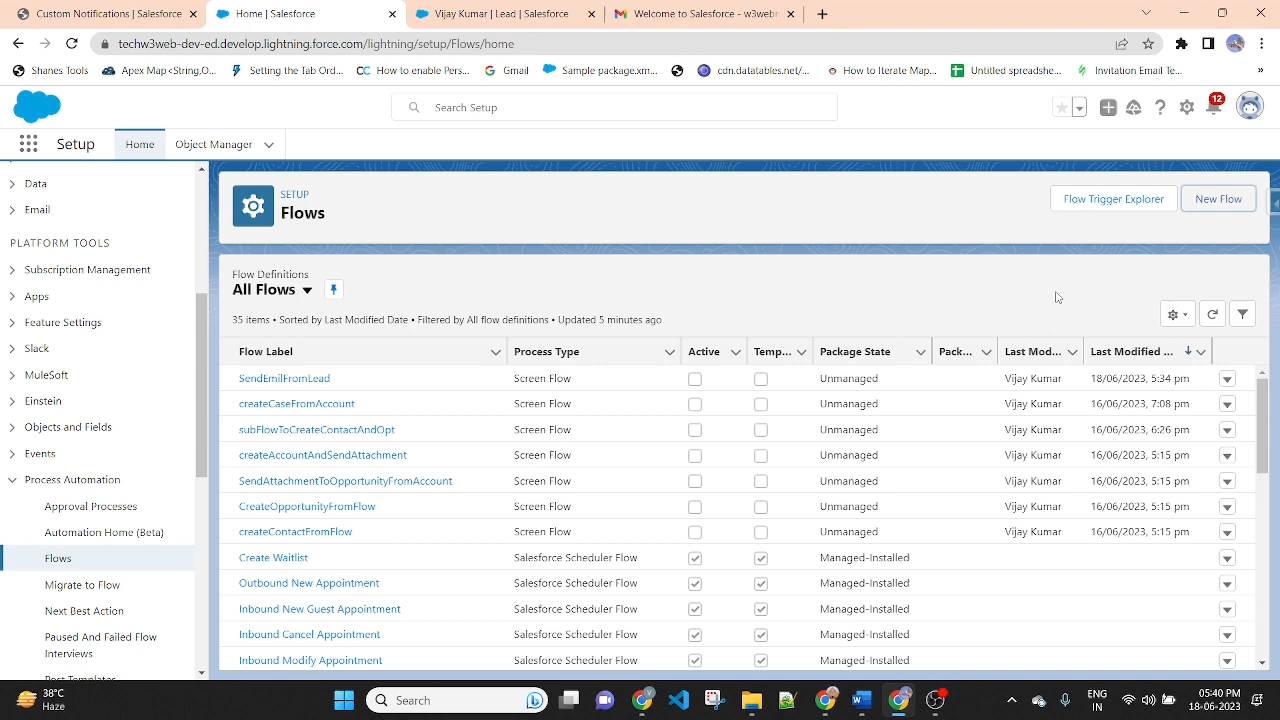 Custom Notifications | Salesforce
Home | Salesforce
Vijay Kumar | Lead | Salesforce
Welcome to Salesforce - w3webm
techw3web-dev-ed.develop.lightning.force.com/lightning/setup/Flows/home
Shanes Tools
Apex Map<String,O...
Setting the Tab Ord...
CC How to enable Pers...
Gmail
Sample package.xm...
cdn.datatables.net/...
How to Iterate Map...
Untitled spreadshe...
Invitation Email Te...
»
Search Setup
12
Setup
Home
Object Manager
Data
Email
PLATFORM TOOLS
Subscription Management
Apps
Feature Settings
Slack
MuleSoft
Einstein
Objects and Fields
Events
Process Automation
Approval Processes
Automation Home (Beta)
Flows
Migrate to Flow
Next Best Action
Paused And Failed Flow
Interviews
SETUP
Flows
Flow Trigger Explorer
New Flow
Flow Definitions
All Flows
35 items • Sorted by Last Modified Date • Filtered by All flow definitions • Updated 5 minutes ago
Flow Label Process Type Active Temp... Package State Pack... Last Mod... Last Modified ...
SendEmilFromLead Screen Flow Unmanaged Vijay Kumar 18/06/2023, 5:34 pm
createCaseFromAccount Screen Flow Unmanaged Vijay Kumar 16/06/2023, 7:08 pm
subFlowToCreateContactAndOpt Screen Flow Unmanaged Vijay Kumar 16/06/2023, 6:26 pm
createAccountAndSendAttachment Screen Flow Unmanaged Vijay Kumar 16/06/2023, 5:15 pm
SendAttachmentToOpportunityFromAccount Screen Flow Unmanaged Vijay Kumar 16/06/2023, 5:15 pm
CreateOpportunityFromFlow Screen Flow Unmanaged Vijay Kumar 16/06/2023, 5:15 pm
createContactFromFlow Screen Flow Unmanaged Vijay Kumar 16/06/2023, 5:15 pm
Create Waitlist Salesforce Scheduler Flow Managed-Installed
Outbound New Appointment Salesforce Scheduler Flow Managed-Installed
Inbound New Guest Appointment Salesforce Scheduler Flow Managed-Installed
Inbound Cancel Appointment Salesforce Scheduler Flow Managed-Installed
Inbound Modify Appointment Salesforce Scheduler Flow Managed-Installed
38°C
Haze
Search
ENG
IN
05:40 PM
18-06-2023